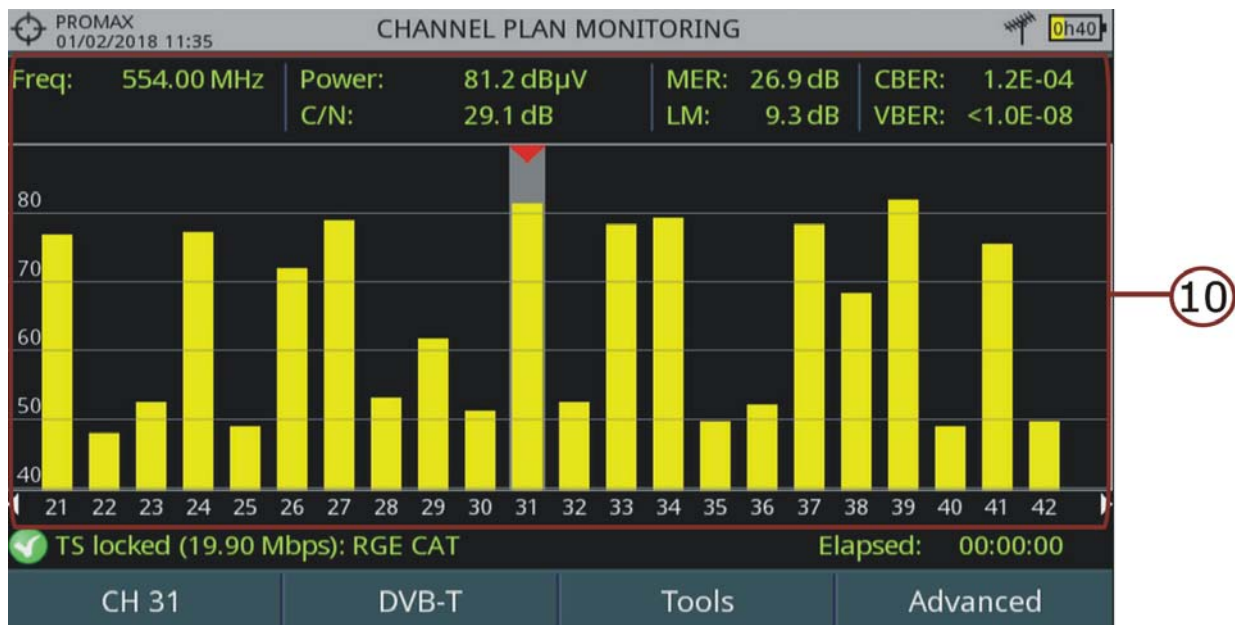 PROMAX
01/02/2018 11:35
CHANNEL PLAN MONITORING
0h40
Freq: 554.00 MHz Power: 81.2 dBµV MER: 26.9 dB CBER: 1.2E-04
C/N: 29.1 dB LM: 9.3 dB VBER: <1.0E-08
80
70
60
50
40
21 22 23 24 25 26 27 28 29 30 31 32 33 34 35 36 37 38 39 40 41 42
10
TS locked (19.90 Mbps): RGE CAT Elapsed: 00:00:00
CH 31 DVB-T Tools Advanced